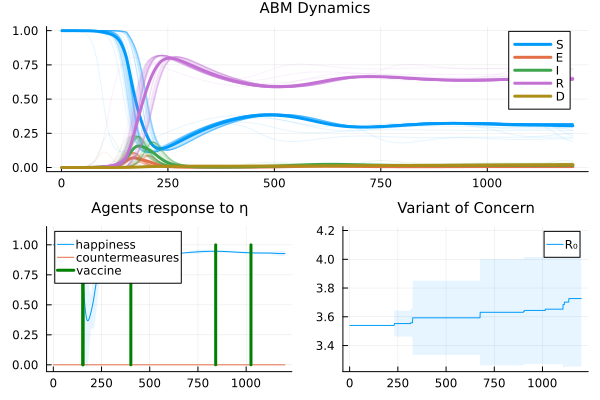 ABM Dynamics
1.00
0.75
0.50
0.25
0.00
S
E
I
R
D
0 250 500 750 1000
Agents response to η
1.00
0.75
0.50
0.25
0.00
happiness
countermeasures
vaccine
0 250 500 750 1000
Variant of Concern
4.2
4.0
3.8
3.6
3.4
R₀
0 250 500 750 1000